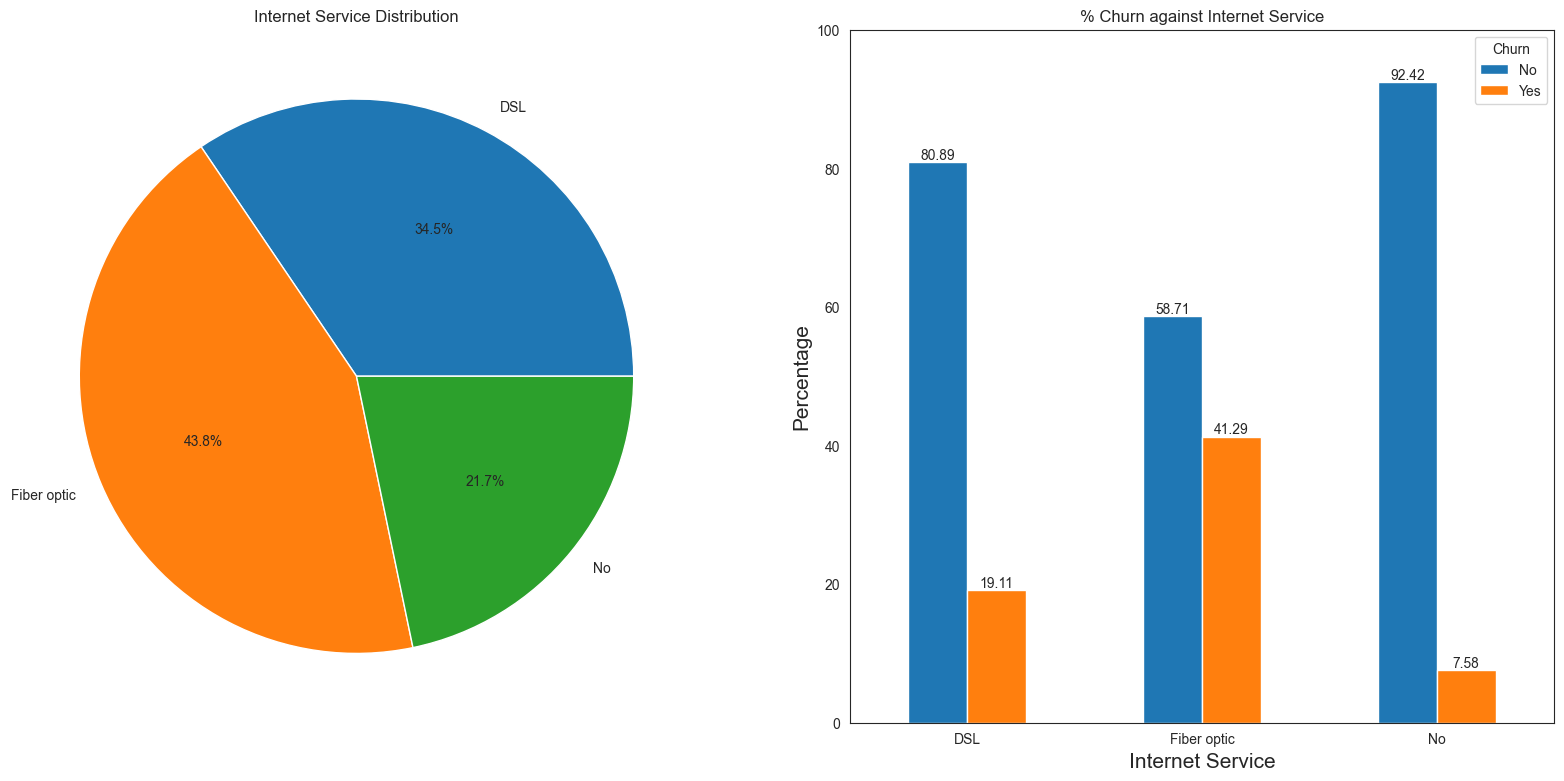 Internet Service Distribution
DSL
34.5%
43.8%
Fiber optic
21.7%
No
% Churn against Internet Service
Churn
No
Yes
100
80
60
40
20
0
Percentage
80.89
19.11
58.71
41.29
92.42
7.58
DSL
Fiber optic
No
Internet Service